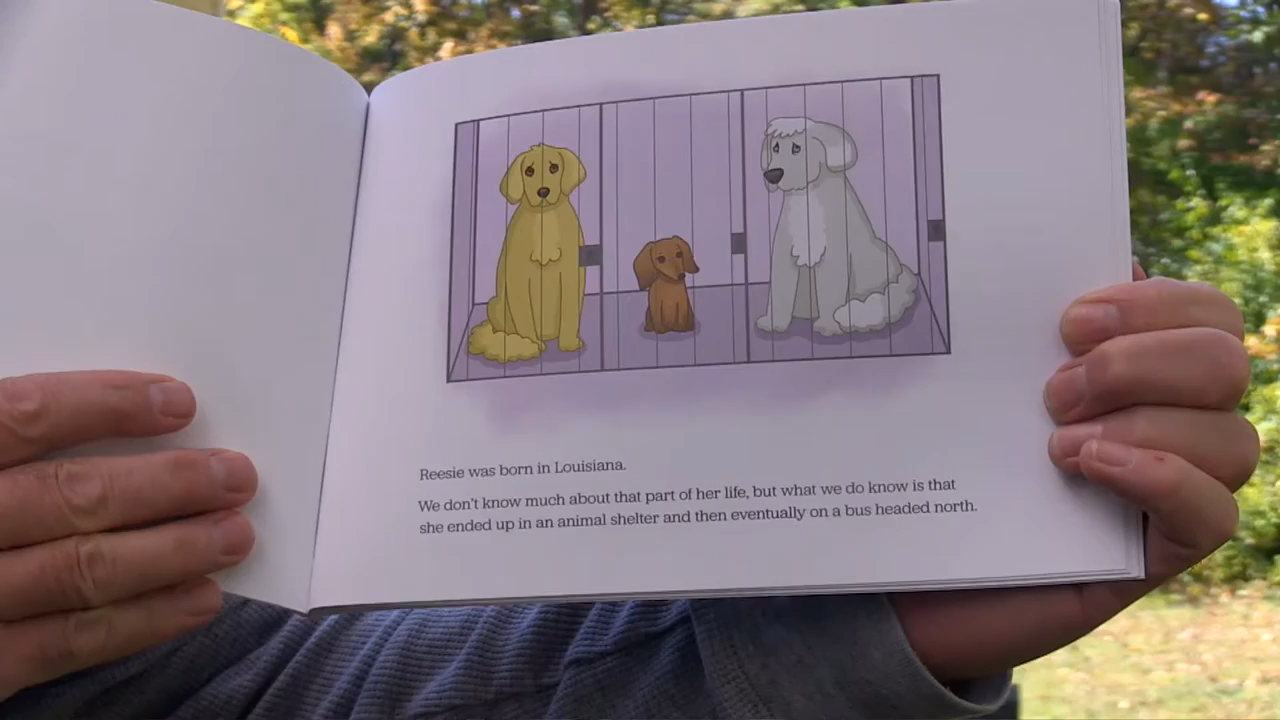 Reesie was born in Louisiana.
We don't know much about that part of her life, but what we do know is that
she ended up in an animal shelter and then eventually on a bus headed north.